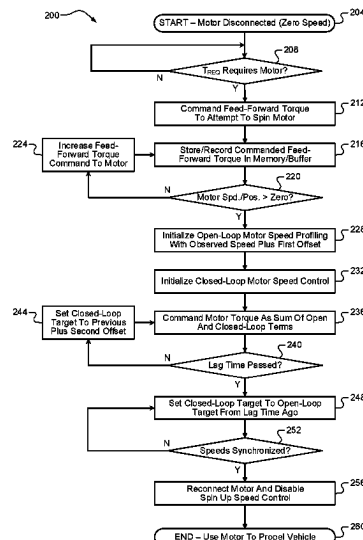 200
START – Motor Disconnected (Zero Speed)
204
208
TREQ Requires Motor?
N
Y
Command Feed-Forward Torque
To Attempt To Spin Motor
212
224
Increase Feed-
Forward Torque
Command To Motor
Store/Record Commanded Feed-
Forward Torque In Memory/Buffer
216
220
N
Motor Spd./Pos. > Zero?
Y
Initialize Open-Loop Motor Speed Profiling
With Observed Speed Plus First Offset
228
Initialize Closed-Loop Motor Speed Control
232
244
Set Closed-Loop
Target To Previous
Plus Second Offset
Command Motor Torque As Sum Of Open
And Closed-Loop Terms
236
240
N
Lag Time Passed?
Y
Set Closed-Loop Target To Open-Loop
Target From Lag Time Ago
248
252
N
Speeds Synchronized?
Y
Reconnect Motor And Disable
Spin Up Speed Control
256
END – Use Motor To Propel Vehicle
260